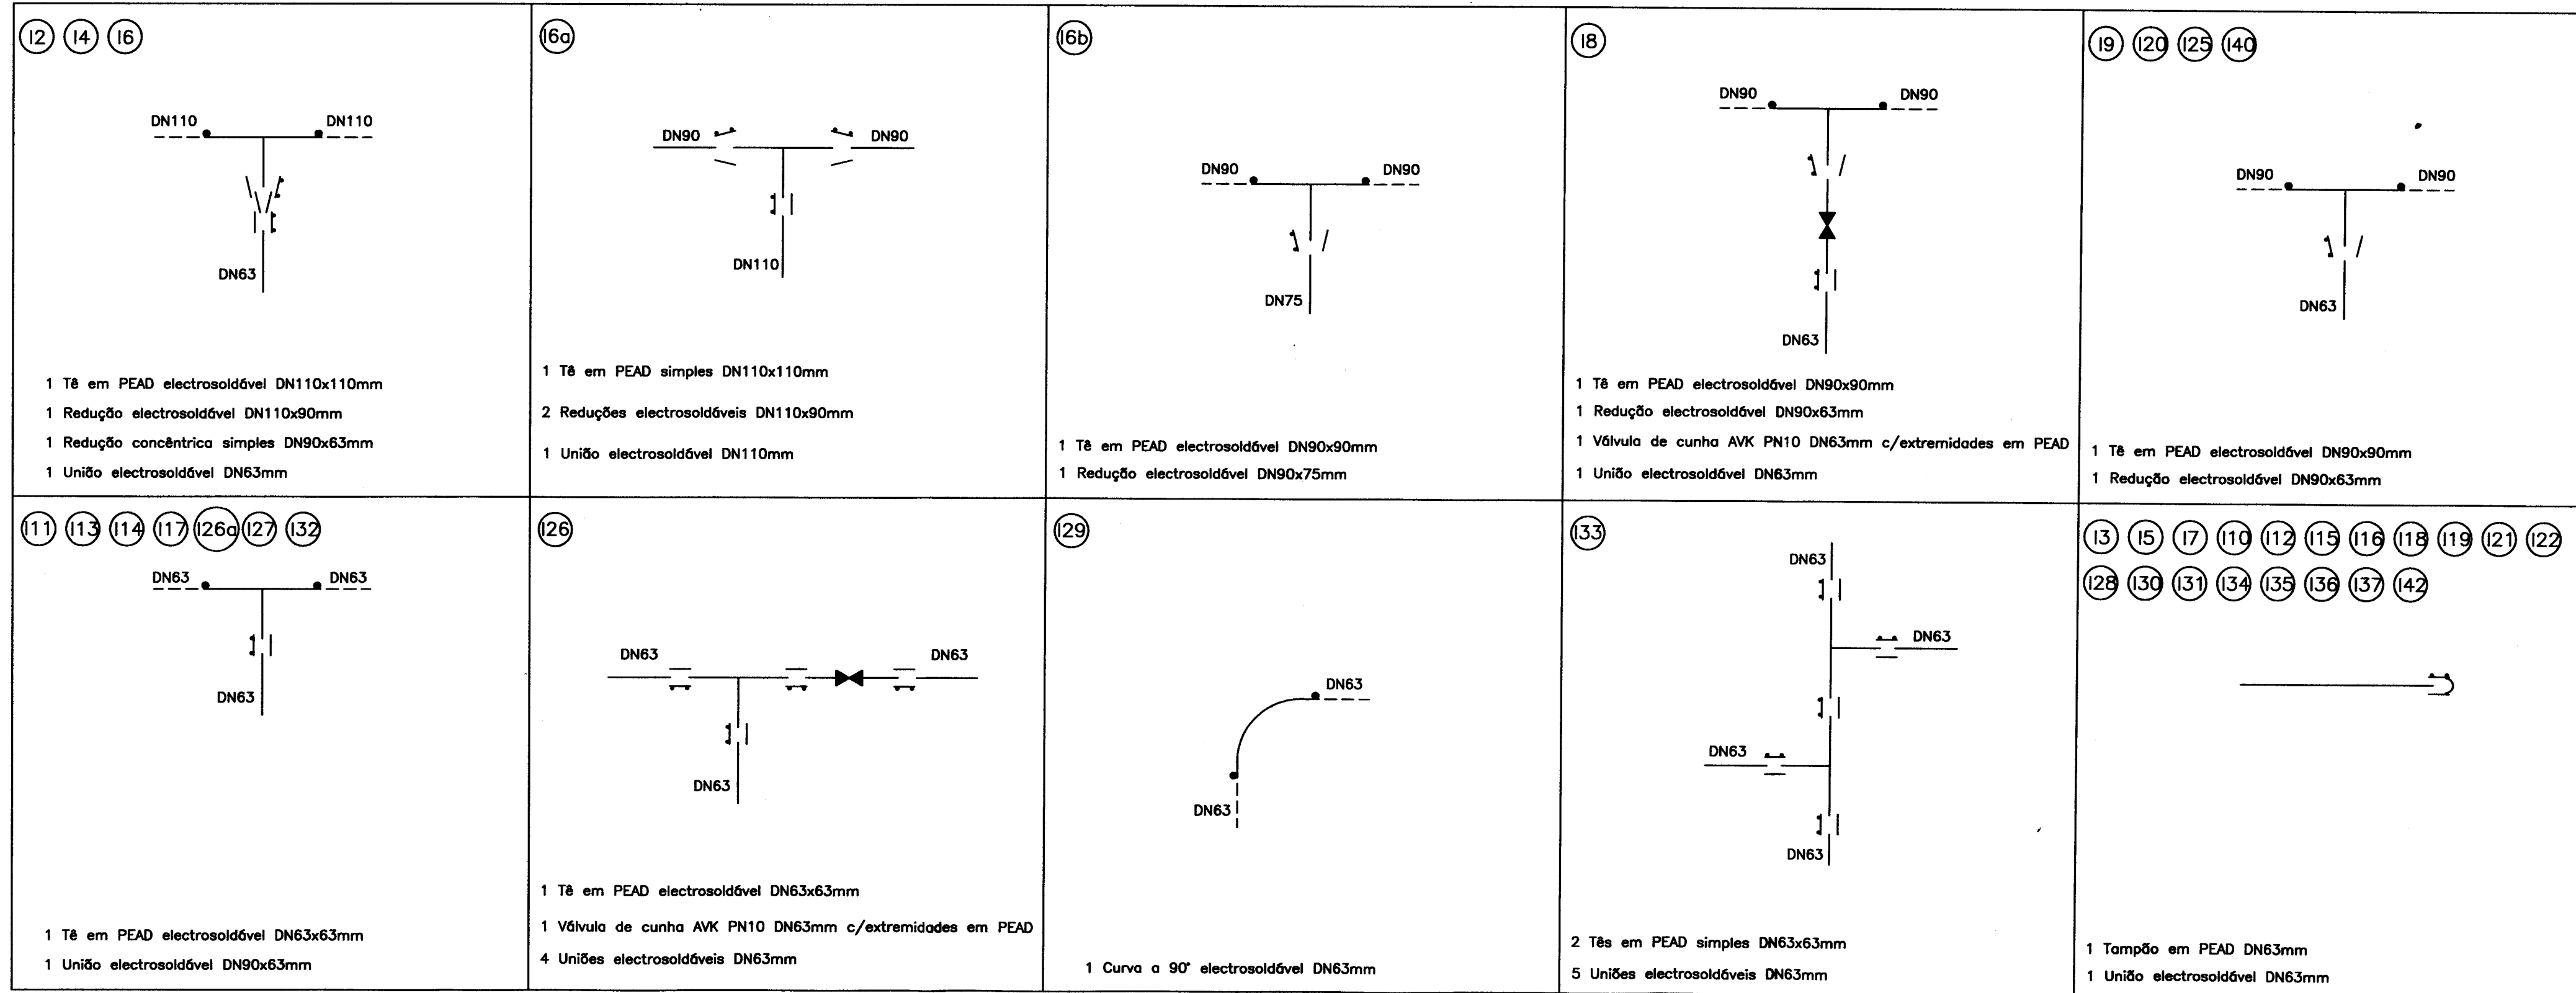 I2 I4 I6
DN110 DN110
DN63
1 Tê em PEAD electrosoldável DN110x110mm
1 Redução electrosoldável DN110x90mm
1 Redução concêntrica simples DN90x63mm
1 União electrosoldável DN63mm
I6a
DN90 DN90
DN110
1 Tê em PEAD simples DN110x110mm
2 Reduções electrosoldáveis DN110x90mm
1 União electrosoldável DN110mm
I6b
DN90 DN90
DN75
1 Tê em PEAD electrosoldável DN90x90mm
1 Redução electrosoldável DN90x75mm
I8
DN90 DN90
DN63
1 Tê em PEAD electrosoldável DN90x90mm
1 Redução electrosoldável DN90x63mm
1 Válvula de cunha AVK PN10 DN63mm c/extremidades em PEAD
1 União electrosoldável DN63mm
I9 I20 I25 I40
DN90 DN90
DN63
1 Tê em PEAD electrosoldável DN90x90mm
1 Redução electrosoldável DN90x63mm
I11 I13 I14 I17 I26a I27 I32
DN63 DN63
DN63
1 Tê em PEAD electrosoldável DN63x63mm
1 União electrosoldável DN90x63mm
I26
DN63 DN63
DN63
1 Tê em PEAD electrosoldável DN63x63mm
1 Válvula de cunha AVK PN10 DN63mm c/extremidades em PEAD
4 Uniões electrosoldáveis DN63mm
I29
DN63
DN63
1 Curva a 90° electrosoldável DN63mm
I33
DN63
DN63
DN63
DN63
2 Tês em PEAD simples DN63x63mm
5 Uniões electrosoldáveis DN63mm
I3 I5 I7 I10 I12 I15 I16 I18 I19 I21 I22
I28 I30 I31 I34 I35 I36 I37 I42
1 Tampão em PEAD DN63mm
1 União electrosoldável DN63mm